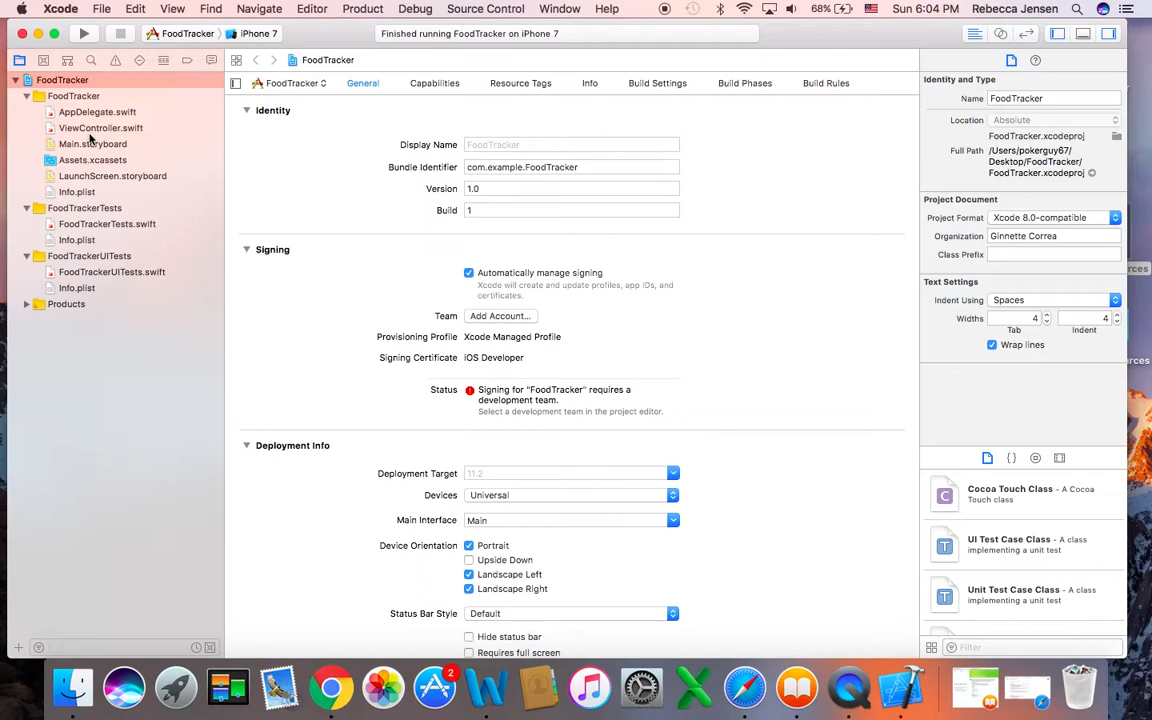 Xcode File Edit View Find Navigate Editor Product Debug Source Control Window Help 68% Sun 6:04 PM Rebecca Jensen
FoodTracker iPhone 7 Finished running FoodTracker on iPhone 7
FoodTracker
FoodTracker General Capabilities Resource Tags Info Build Settings Build Phases Build Rules
FoodTracker
FoodTracker
AppDelegate.swift
ViewController.swift
Main.storyboard
Assets.xcassets
LaunchScreen.storyboard
Info.plist
FoodTrackerTests
FoodTrackerTests.swift
Info.plist
FoodTrackerUITests
FoodTrackerUITests.swift
Info.plist
Products
Identity
Display Name FoodTracker
Bundle Identifier com.example.FoodTracker
Version 1.0
Build 1
Signing
Automatically manage signing
Xcode will create and update profiles, app IDs, and
certificates.
Team Add Account...
Provisioning Profile Xcode Managed Profile
Signing Certificate iOS Developer
Status Signing for "FoodTracker" requires a
development team.
Select a development team in the project editor.
Deployment Info
Deployment Target 11.2
Devices Universal
Main Interface Main
Device Orientation Portrait
Upside Down
Landscape Left
Landscape Right
Status Bar Style Default
Hide status bar
Requires full screen
Identity and Type
Name FoodTracker
Location Absolute
FoodTracker.xcodeproj
Full Path /Users/pokerguy67/
Desktop/FoodTracker/
FoodTracker.xcodeproj
Project Document
Project Format Xcode 8.0-compatible
Organization Ginnette Correa
Class Prefix
Text Settings
Indent Using Spaces
Widths 4 4
Tab Indent
Wrap lines
C Cocoa Touch Class - A Cocoa
Touch class
T UI Test Case Class - A class
implementing a unit test
T Unit Test Case Class - A class
implementing a unit test
Filter
2